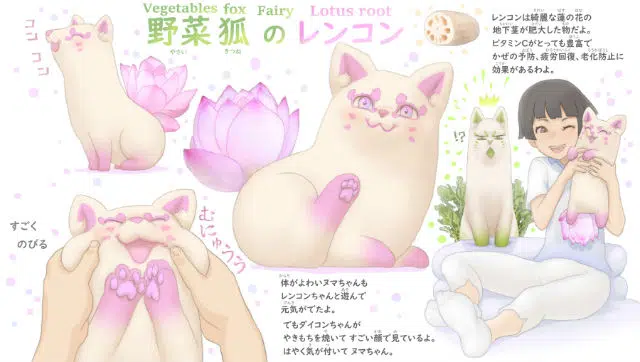 Vegetables fox Fairy Lotus root
野菜狐のレンコン
やさい きつね
レンコンは綺麗な蓮の花の
地下茎が肥大した物だよ。
ビタミンCがとっても豊富で
かぜの予防、疲労回復、老化防止に
効果があるわよ。
コンコン
!?
すごく
のびる
むにゅうぅ
体がよわいヌマちゃんも
レンコンちゃんと遊んで
元気がでたよ。
でもダイコンちゃんが
やきもちを焼いて すごい顔で見ているよ。
はやく気が付いて ヌマちゃん。